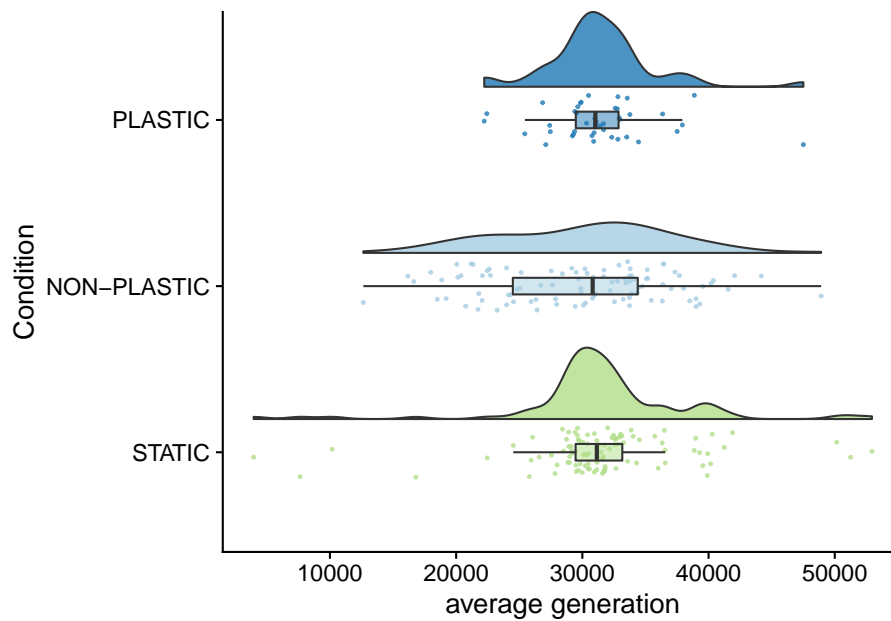 Condition
PLASTIC
NON−PLASTIC
STATIC
10000 20000 30000 40000 50000
average generation